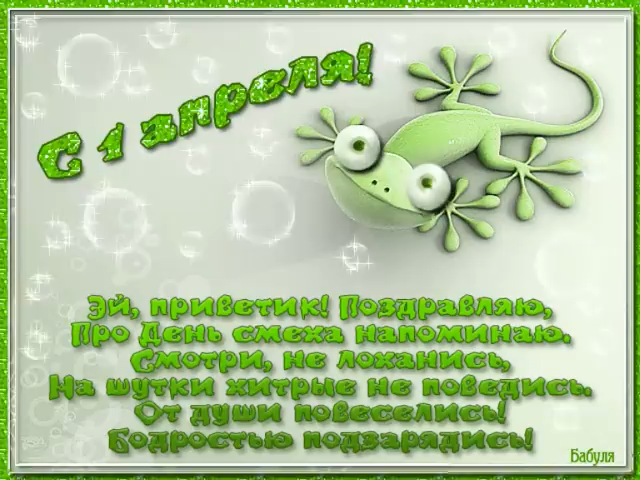 С 1 апреля!
Эй, приветик! Поздравляю,
Про День смеха напоминаю.
Смотри, не лоханись,
На шутки хитрые не поведись.
От души повеселись!
Бодростью подзарядись!
Бабуля